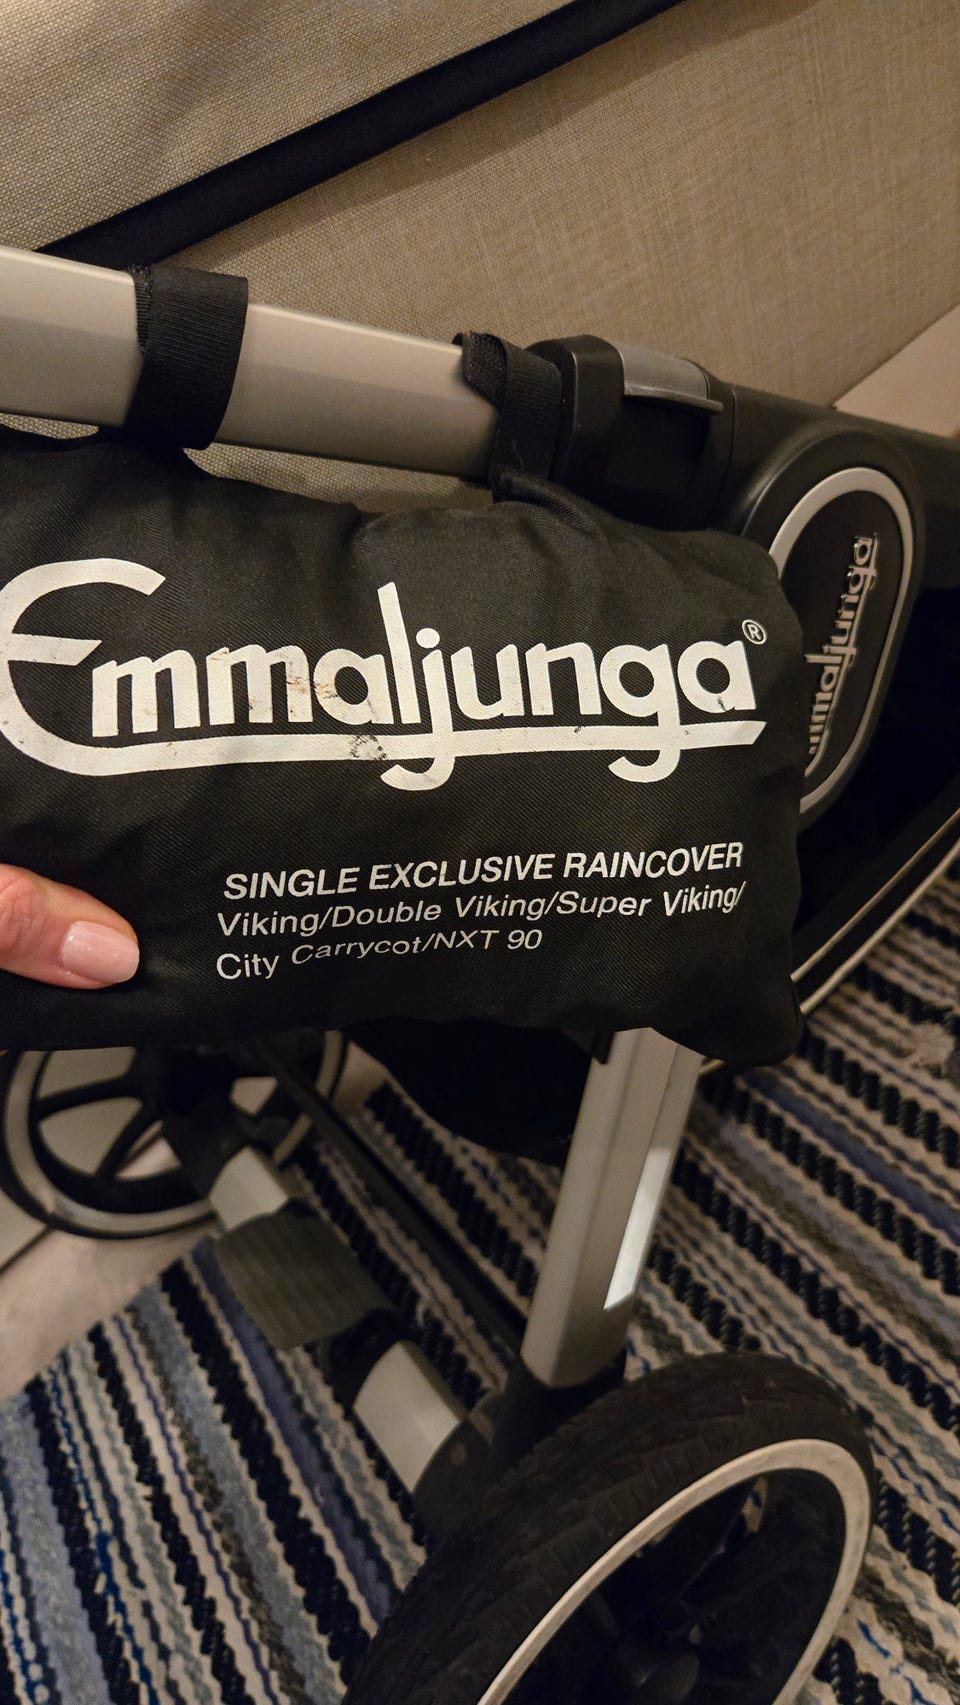 Emmaljunga®
SINGLE EXCLUSIVE RAINCOVER
Viking/Double Viking/Super Viking/
City Carrycot/NXT 90
Emmaljunga